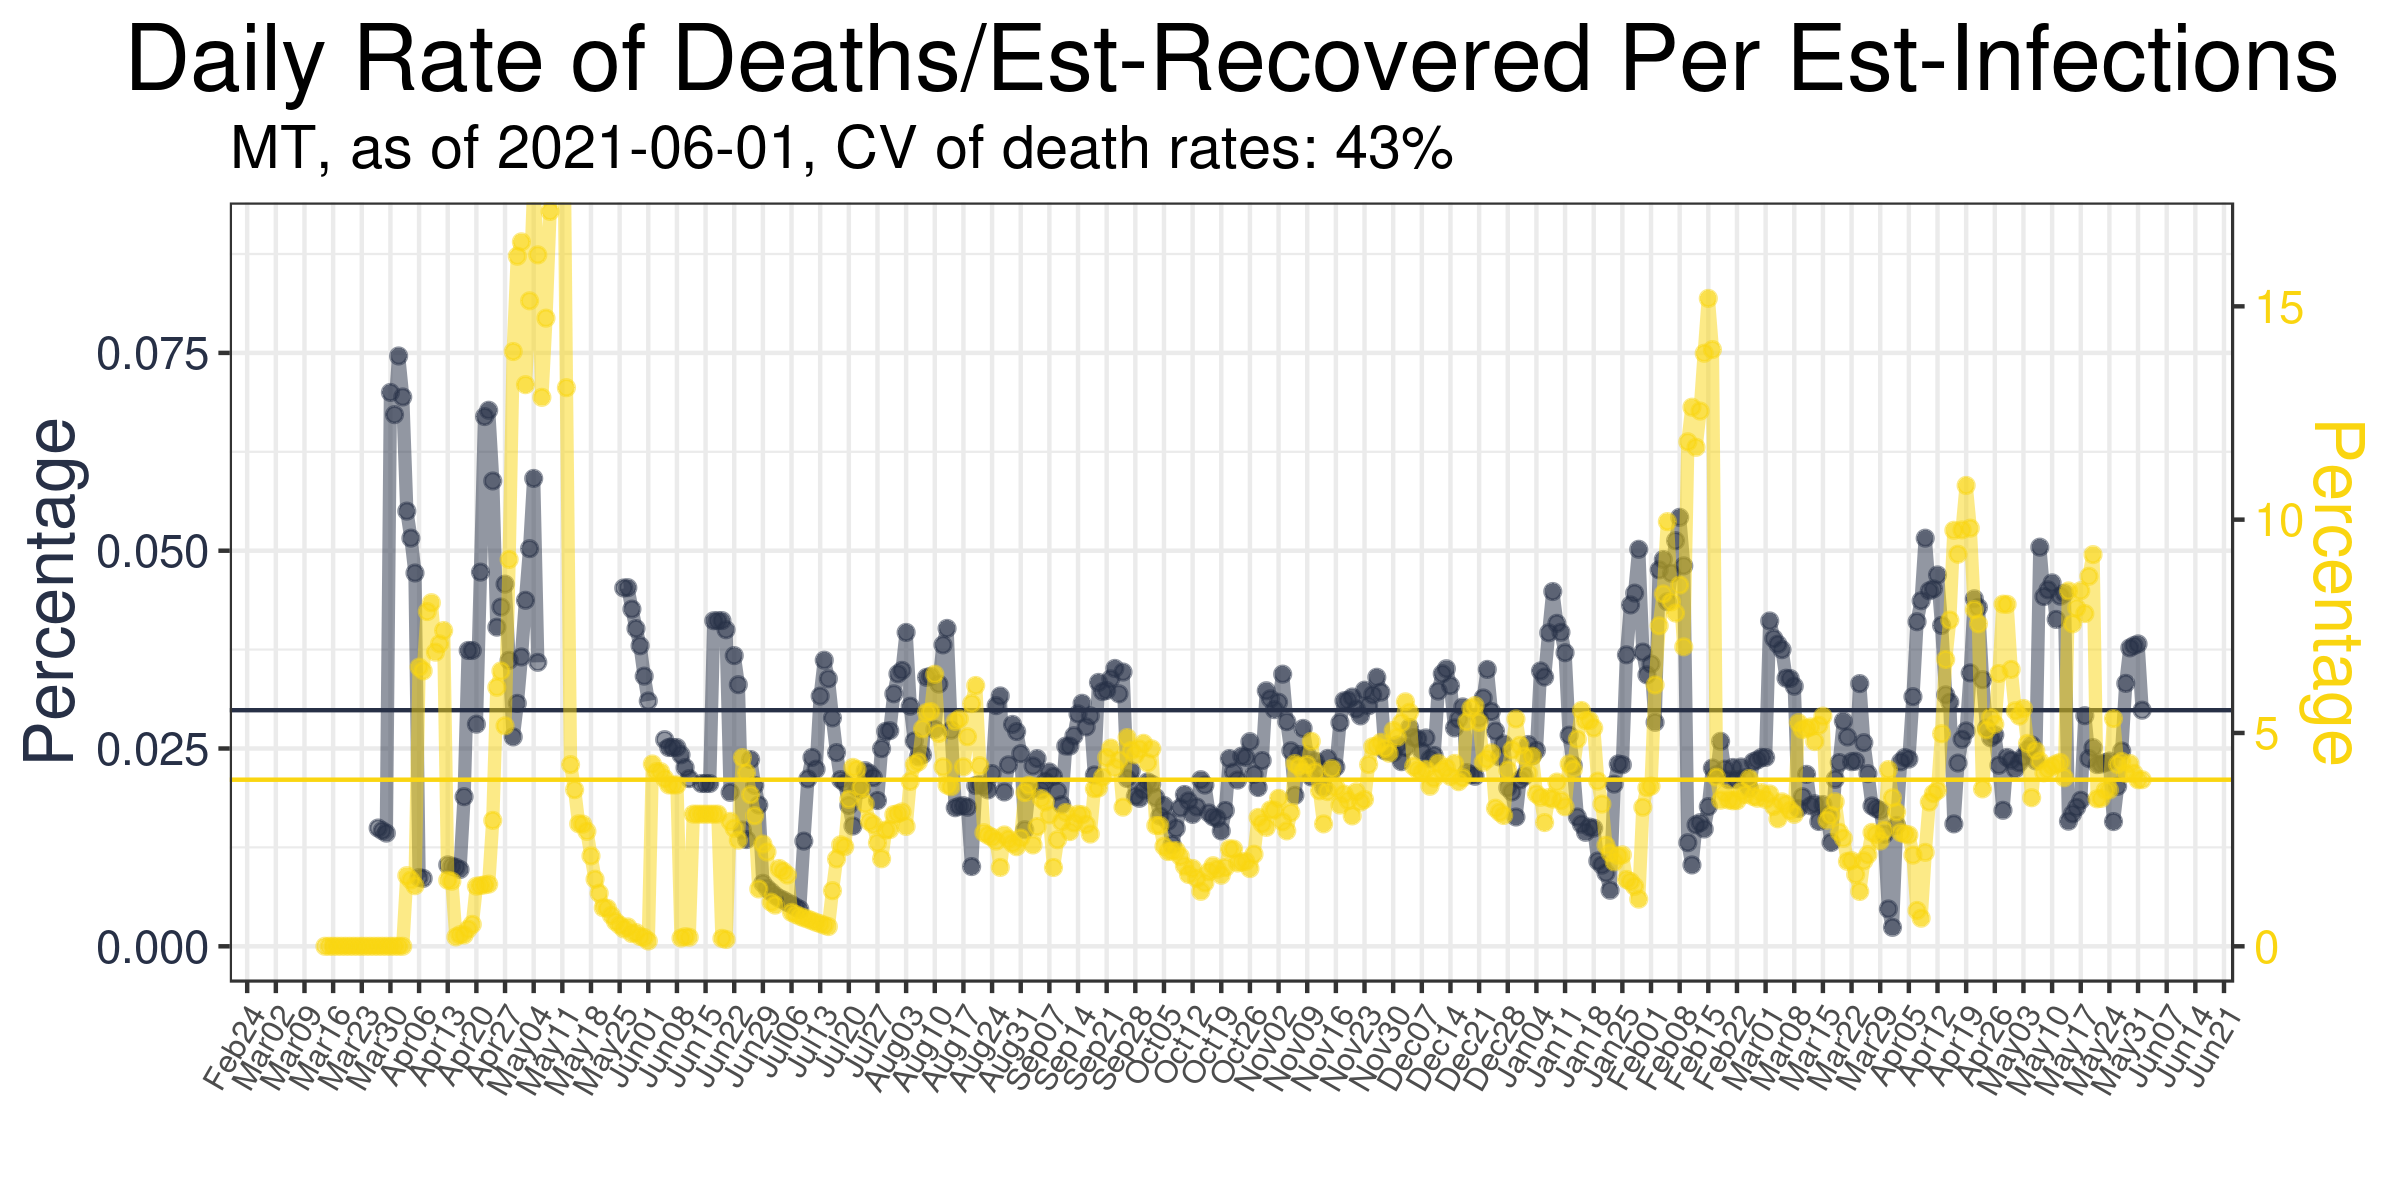 Daily Rate of Deaths/Est-Recovered Per Est-Infections
MT, as of 2021-06-01, CV of death rates: 43%
Percentage
0.075
0.050
0.025
0.000
15
10
5
0
Percentage
Feb24
Mar02
Mar09
Mar16
Mar23
Mar30
Apr06
Apr13
Apr20
Apr27
May04
May11
May18
May25
Jun01
Jun08
Jun15
Jun22
Jun29
Jul06
Jul13
Jul20
Jul27
Aug03
Aug10
Aug17
Aug24
Aug31
Sep07
Sep14
Sep21
Sep28
Oct05
Oct12
Oct19
Oct26
Nov02
Nov09
Nov16
Nov23
Nov30
Dec07
Dec14
Dec21
Dec28
Jan04
Jan11
Jan18
Jan25
Feb01
Feb08
Feb15
Feb22
Mar01
Mar08
Mar15
Mar22
Mar29
Apr05
Apr12
Apr19
Apr26
May03
May10
May17
May24
May31
Jun07
Jun14
Jun21